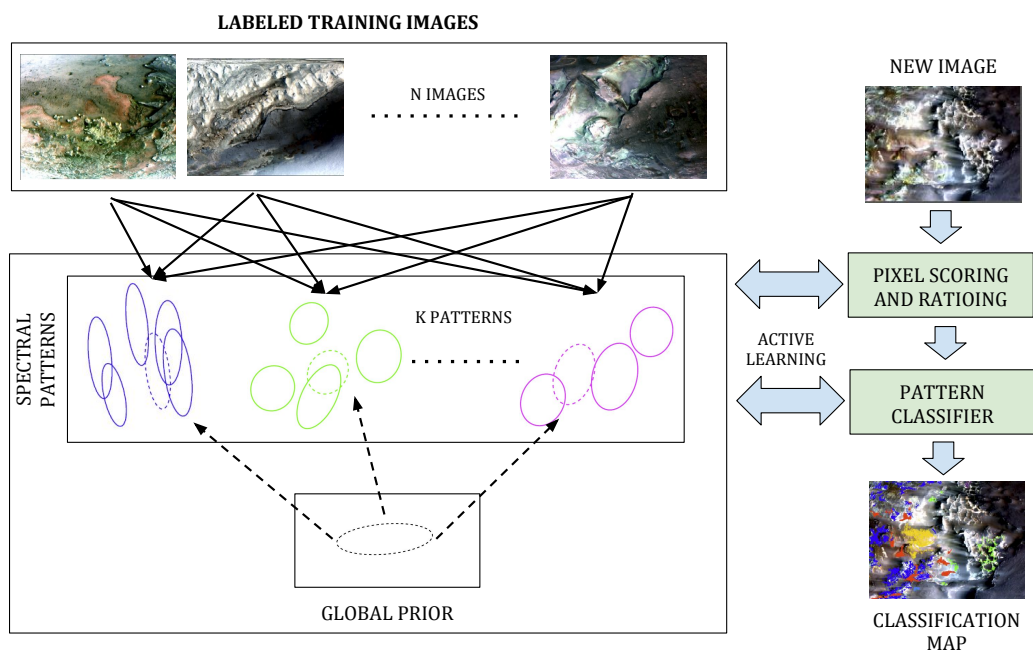 LABELED TRAINING IMAGES
N IMAGES
NEW IMAGE
PIXEL SCORING
AND RATIOING
SPECTRAL
PATTERNS
K PATTERNS
ACTIVE
LEARNING
PATTERN
CLASSIFIER
GLOBAL PRIOR
CLASSIFICATION
MAP